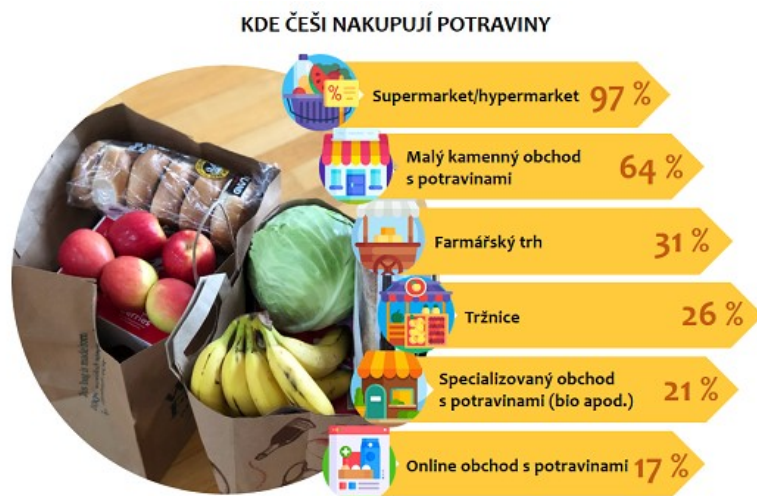 KDE ČEŠI NAKUPUJÍ POTRAVINY
Supermarket/hypermarket 97 %
Malý kamenný obchod
s potravinami 64 %
Farmářský trh 31 %
Tržnice 26 %
Specializovaný obchod
s potravinami (bio apod.) 21 %
Online obchod s potravinami 17 %